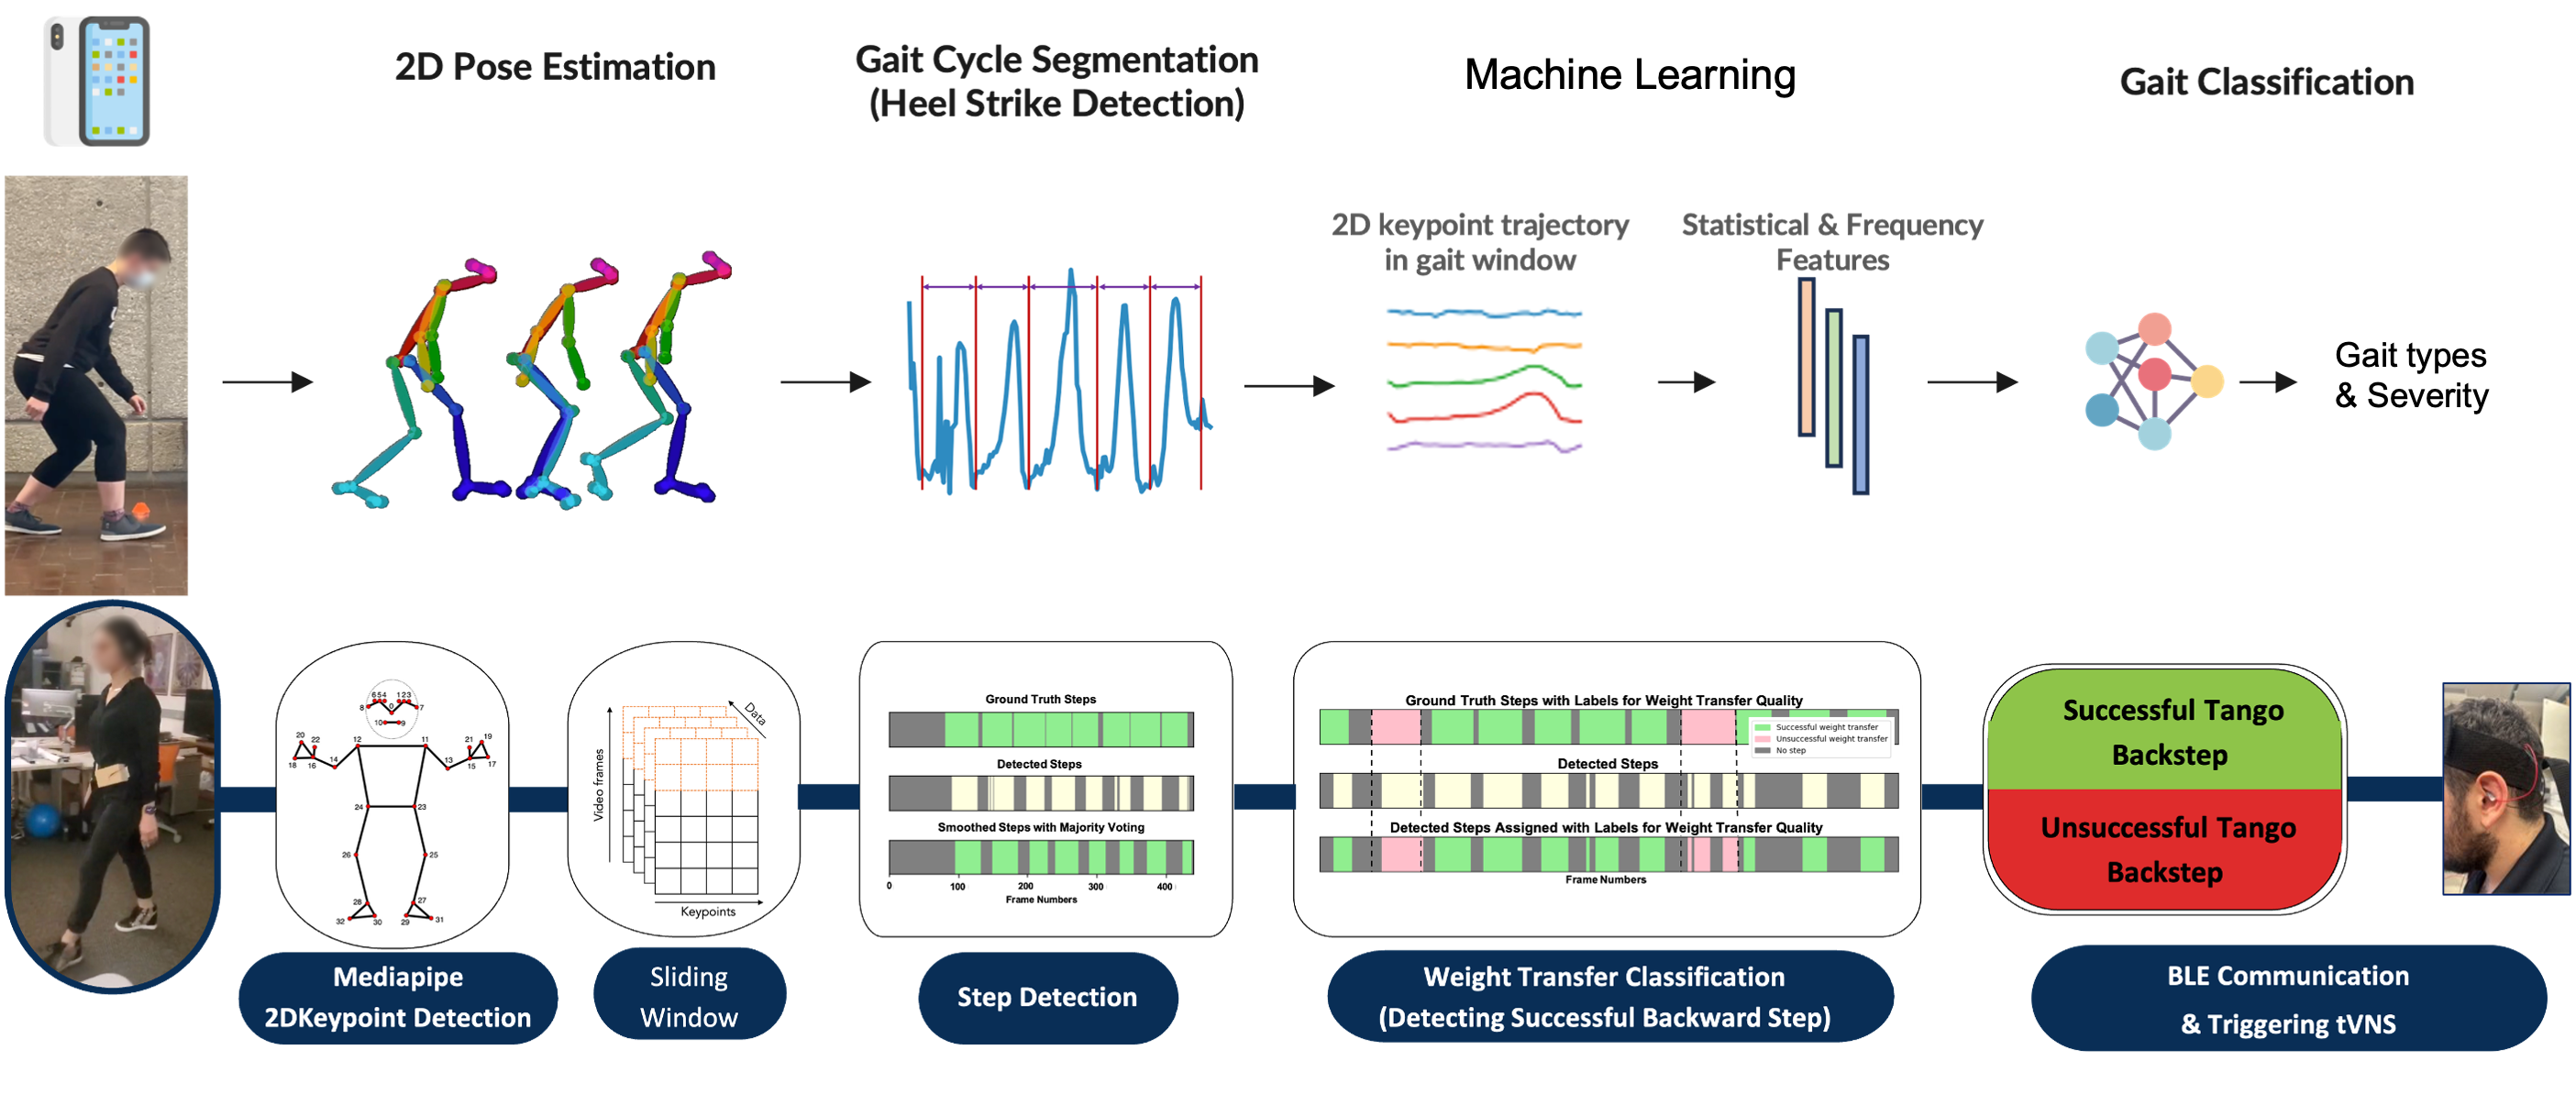 2D Pose Estimation
Gait Cycle Segmentation
(Heel Strike Detection)
Machine Learning
Gait Classification
2D keypoint trajectory
in gait window
Statistical & Frequency
Features
Gait types
& Severity
654 123
8 0 7
10 9
20 22 12 11 21 19
18 16 14 13 15 17
24 23
26 25
28 27
32 30 29 31
Data
Video frames
Keypoints
Ground Truth Steps
Detected Steps
Smoothed Steps with Majority Voting
0 100 200 300 400
Frame Numbers
Ground Truth Steps with Labels for Weight Transfer Quality
Successful weight transfer
Unsuccessful weight transfer
No step
Detected Steps
Detected Steps Assigned with Labels for Weight Transfer Quality
Frame Numbers
Successful Tango
Backstep
Unsuccessful Tango
Backstep
Mediapipe
2DKeypoint Detection
Sliding
Window
Step Detection
Weight Transfer Classification
(Detecting Successful Backward Step)
BLE Communication
& Triggering tVNS